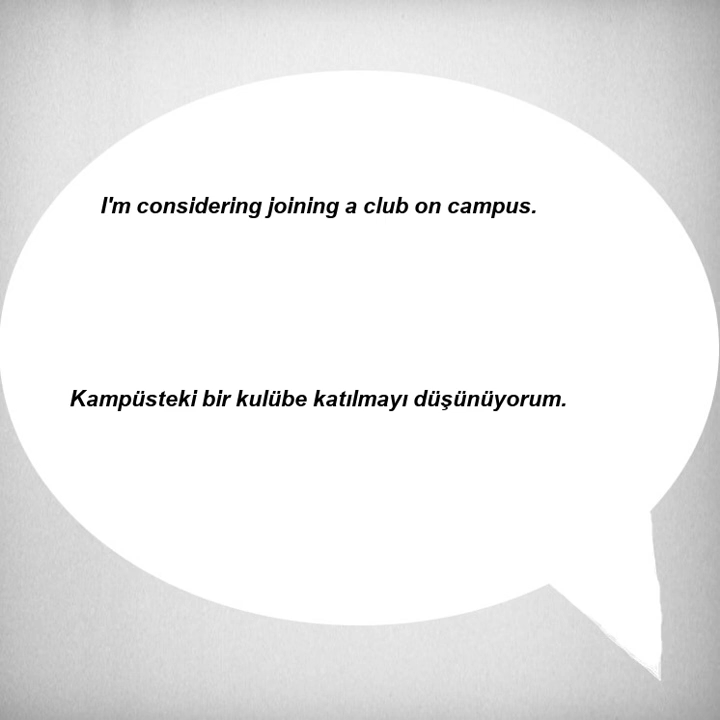 I'm considering joining a club on campus.
Kampüsteki bir kulübe katılmayı düşünüyorum.